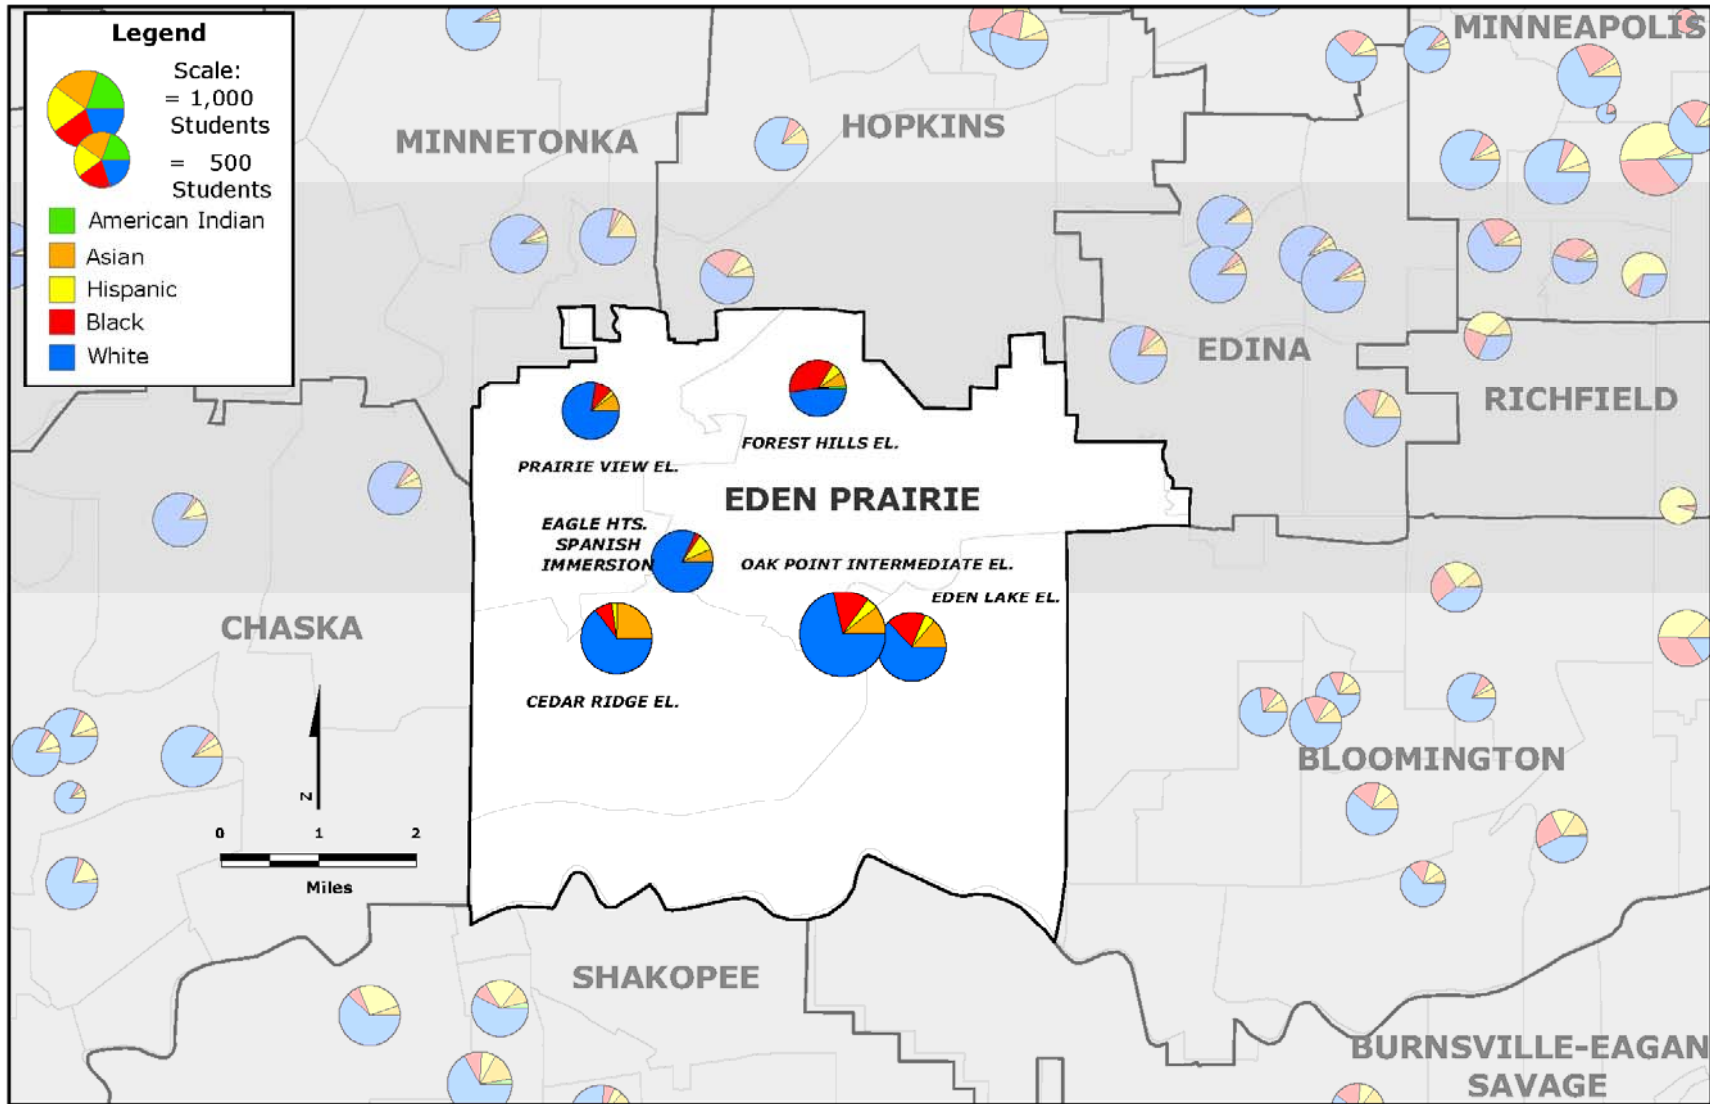 Legend
Scale:
= 1,000
Students
= 500
Students
American Indian
Asian
Hispanic
Black
White
MINNEAPOLIS
MINNETONKA
HOPKINS
EDINA
RICHFIELD
FOREST HILLS EL.
PRAIRIE VIEW EL.
EDEN PRAIRIE
EAGLE HTS.
SPANISH
IMMERSION
OAK POINT INTERMEDIATE EL.
EDEN LAKE EL.
CHASKA
CEDAR RIDGE EL.
BLOOMINGTON
N
0 1 2
Miles
SHAKOPEE
BURNSVILLE-EAGAN
SAVAGE